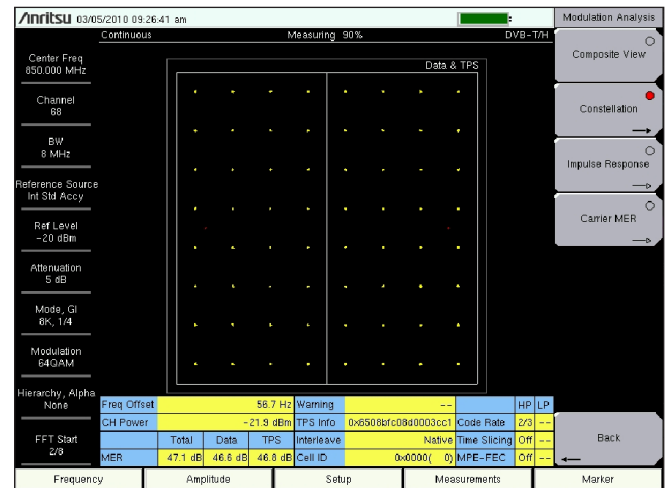 Anritsu 03/05/2010 09:26:41 am
Modulation Analysis
Continuous Measuring 90% DVB-T/H
Data & TPS
Center Freq
850.000 MHz
Channel
68
BW
8 MHz
Reference Source
Int Std Accy
Ref Level
-20 dBm
Attenuation
5 dB
Mode, GI
8K, 1/4
Modulation
64QAM
Hierarchy, Alpha
None
FFT Start
2/8
Composite View
Constellation
Impulse Response
Carrier MER
Back
Freq Offset 56.7 Hz Warning -- HP LP
CH Power -21.9 dBm TPS Info 0x6508bfc08d0003cc1 Code Rate 2/3 --
Total Data TPS Interleave Native Time Slicing Off --
MER 47.1 dB 46.6 dB 46.8 dB Cell ID 0x0000( 0) MPE-FEC Off --
Frequency Amplitude Setup Measurements Marker